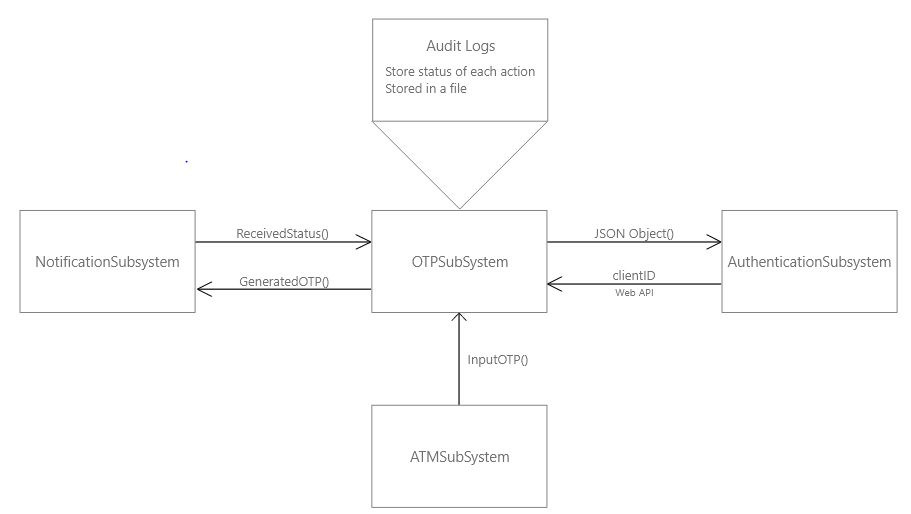 Audit Logs
Store status of each action
Stored in a file
ReceivedStatus()
JSON Object()
NotificationSubsystem
OTPSubSystem
AuthenticationSubsystem
GeneratedOTP()
clientID
Web API
InputOTP()
ATMSubSystem